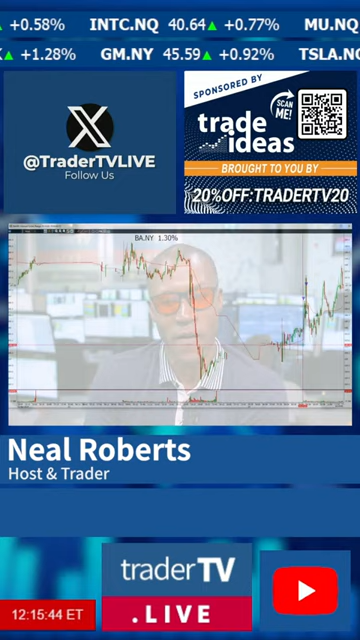 +0.58% INTC.NQ 40.64▲ +0.77% MU.NQ
+1.28% GM.NY 45.59▲ +0.92% TSLA.NQ
@TraderTVLIVE
Follow Us
SPONSORED BY
SCAN ME!
trade ideas
BROUGHT TO YOU BY
20%OFF:TRADERTV20
BA.NY 1.30%
Neal Roberts
Host & Trader
traderTV
.LIVE
12:15:44 ET